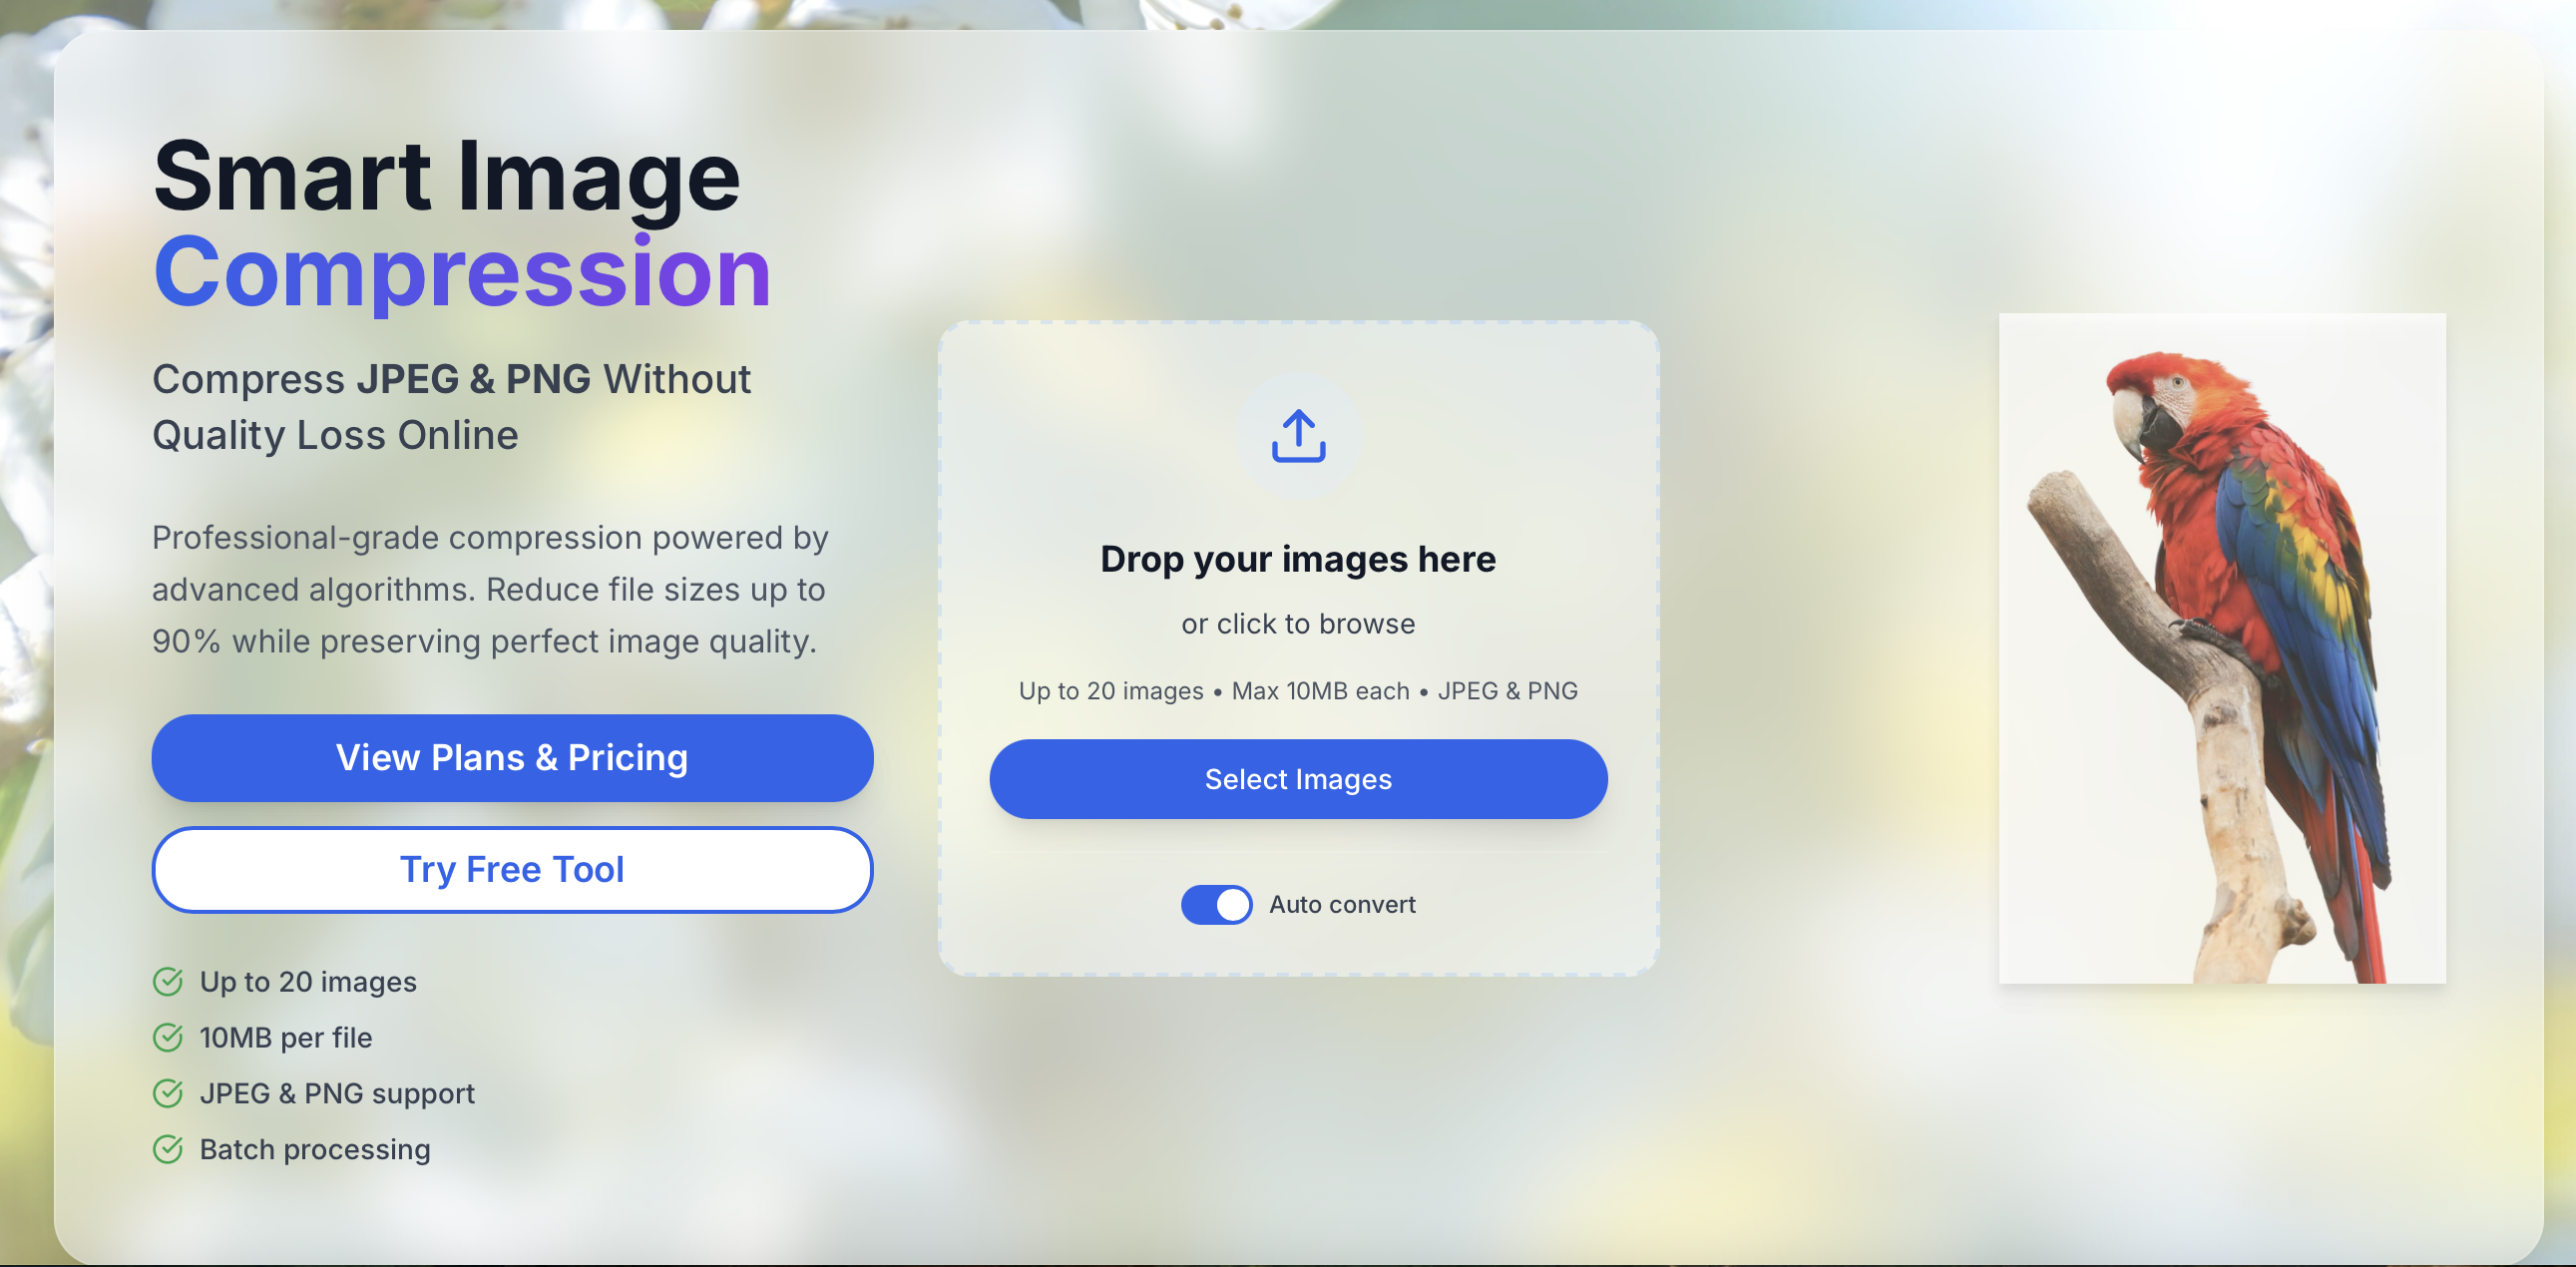 Smart Image
Compression
Compress JPEG & PNG Without
Quality Loss Online
Professional-grade compression powered by
advanced algorithms. Reduce file sizes up to
90% while preserving perfect image quality.
View Plans & Pricing
Try Free Tool
Up to 20 images
10MB per file
JPEG & PNG support
Batch processing
Drop your images here
or click to browse
Up to 20 images • Max 10MB each • JPEG & PNG
Select Images
Auto convert